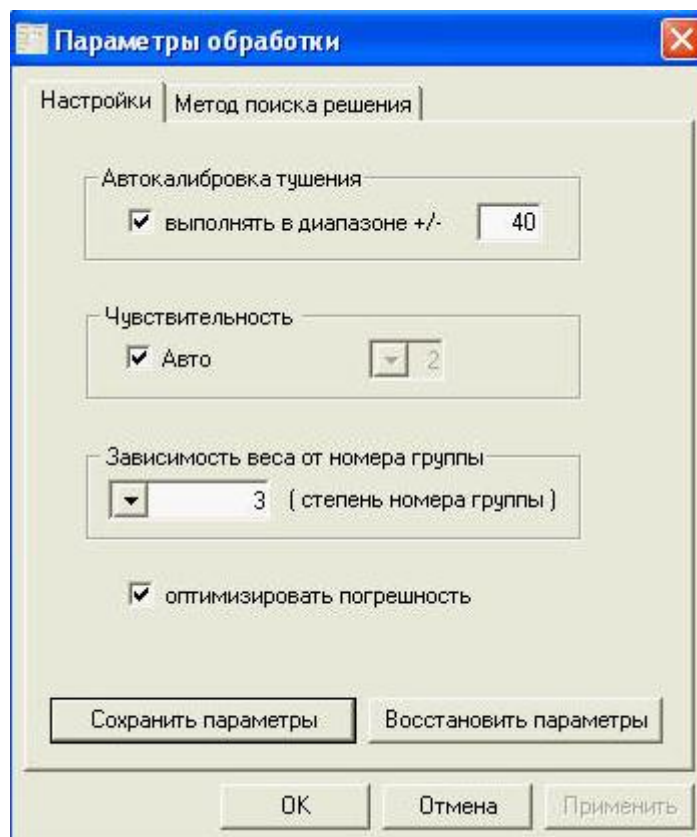 Параметры обработки
Настройки
Метод поиска решения
Автокалибровка тушения
выполнять в диапазоне +/- 40
Чувствительность
Авто 2
Зависимость веса от номера группы
3 ( степень номера группы )
оптимизировать погрешность
Сохранить параметры
Восстановить параметры
OK
Отмена
Применить